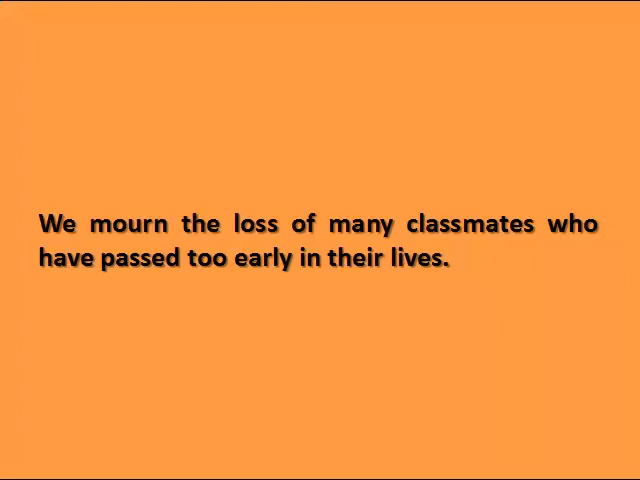 We mourn the loss of many classmates who
have passed too early in their lives.